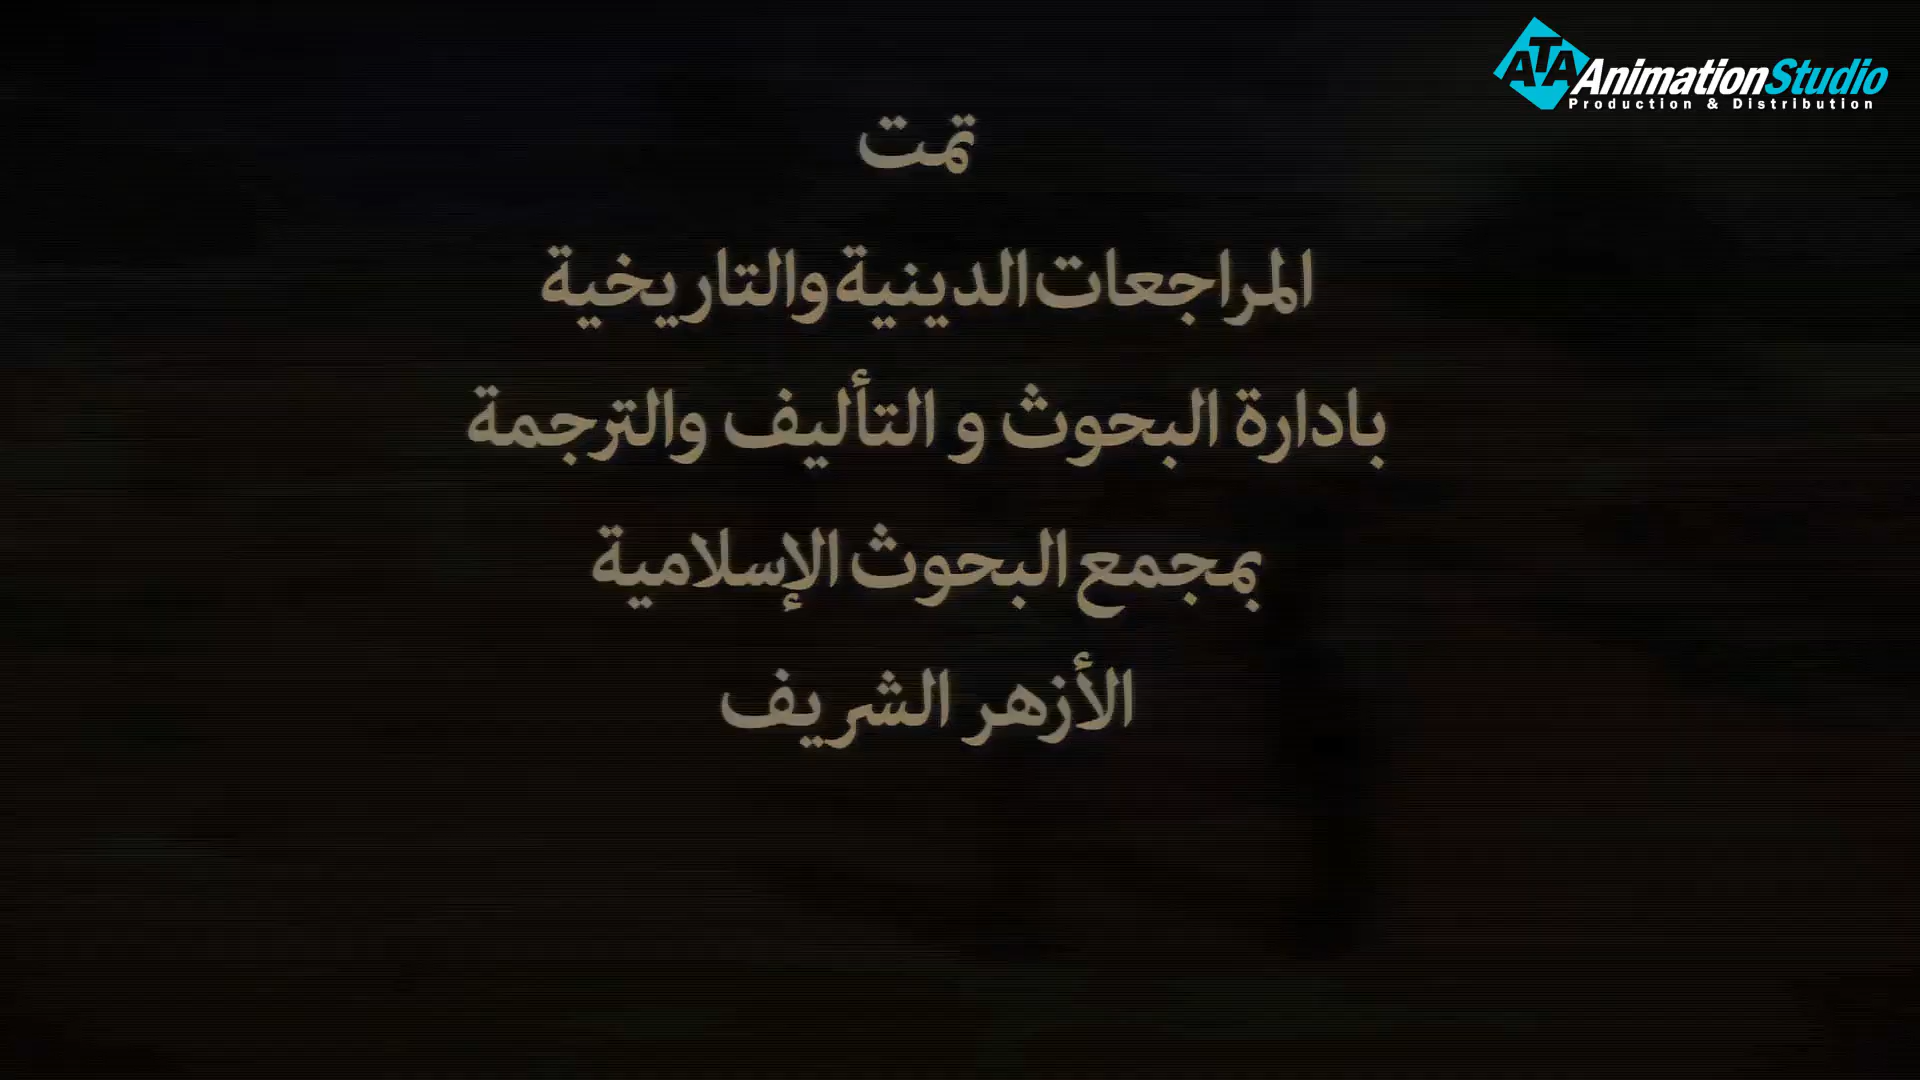 ATA AnimationStudio
Production & Distribution
تمت
المراجعات الدينية والتاريخية
بادارة البحوث و التأليف والترجمة
بمجمع البحوث الإسلامية
الأزهر الشريف